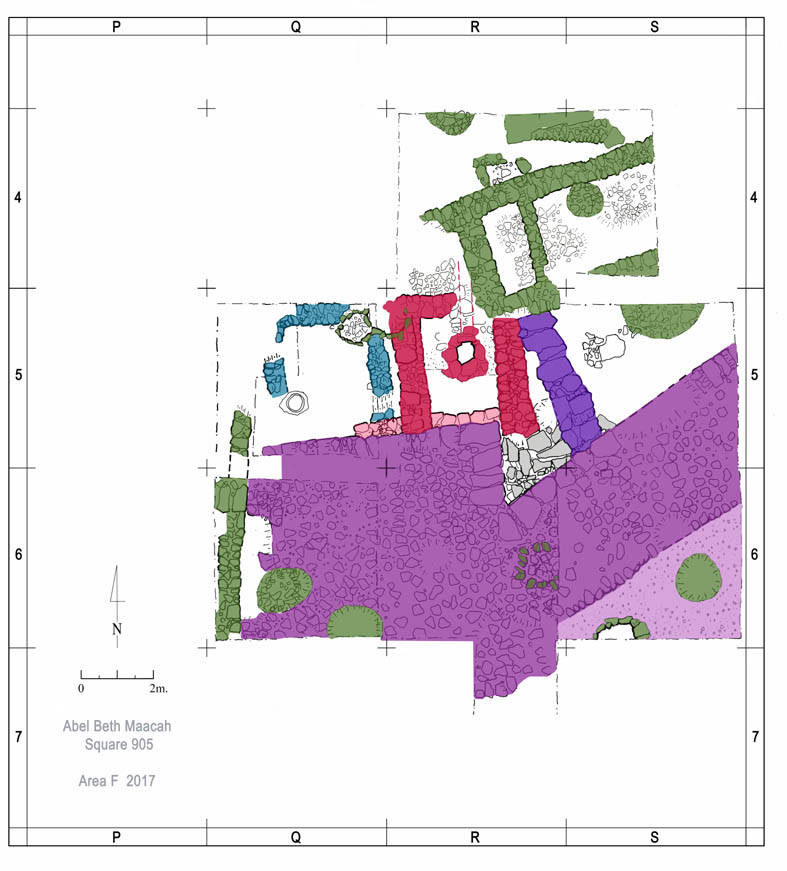 P Q R S
4 4
5 5
6 6
N
0 2m.
Abel Beth Maacah
Square 905
Area F 2017
7 7
P Q R S